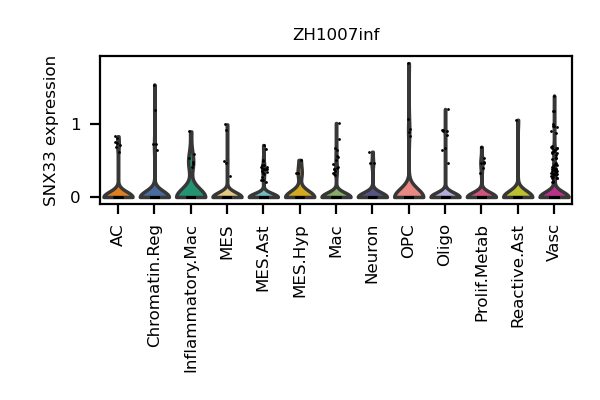 ZH1007inf
SNX33 expression
1
0
AC
Chromatin.Reg
Inflammatory.Mac
MES
MES.Ast
MES.Hyp
Mac
Neuron
OPC
Oligo
Prolif.Metab
Reactive.Ast
Vasc